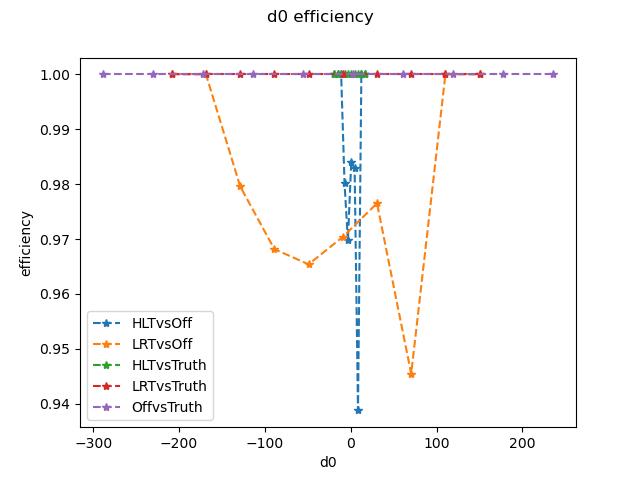 d0 efficiency
1.00
0.99
0.98
0.97
0.96
0.95
0.94
efficiency
HLTvsOff
LRTvsOff
HLTvsTruth
LRTvsTruth
OffvsTruth
−300
−200
−100
0
100
200
d0